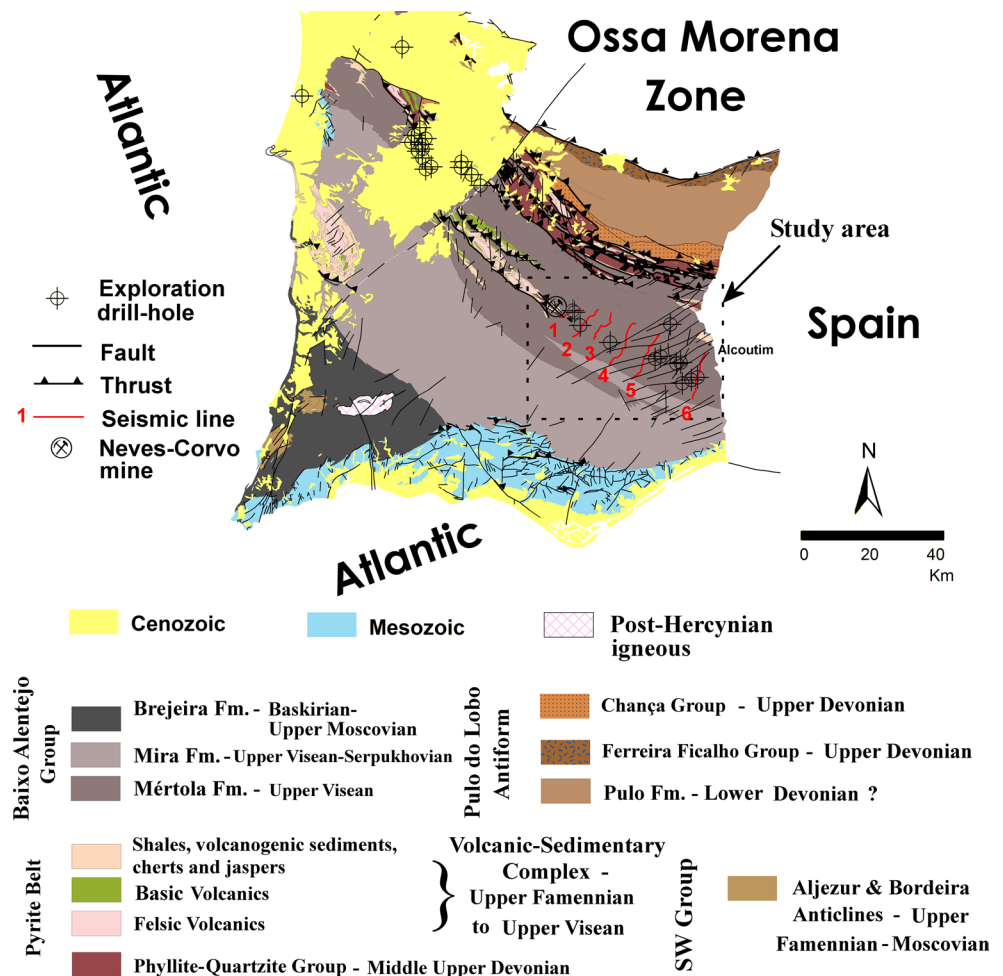 Ossa Morena
Zone
Atlantic
Study area
Exploration
drill-hole
Fault
Thrust
1 Seismic line
Neves-Corvo
mine
Spain
Alcoutim
1
2
3
4
5
6
N
Atlantic
0 20 40
Km
Cenozoic
Mesozoic
Post-Hercynian
igneous
Baixo Alentejo
Group
Brejeira Fm. - Baskirian-
Upper Moscovian
Mira Fm. - Upper Visean-Serpukhovian
Mértola Fm. - Upper Visean
Pulo do Lobo
Antiform
Chança Group - Upper Devonian
Ferreira Ficalho Group - Upper Devonian
Pulo Fm. - Lower Devonian ?
Pyrite Belt
Shales, volcanogenic sediments,
cherts and jaspers
Basic Volcanics
Felsic Volcanics
Phyllite-Quartzite Group - Middle Upper Devonian
Volcanic-Sedimentary
Complex -
Upper Famennian
to Upper Visean
SW Group
Aljezur & Bordeira
Anticlines - Upper
Famennian - Moscovian